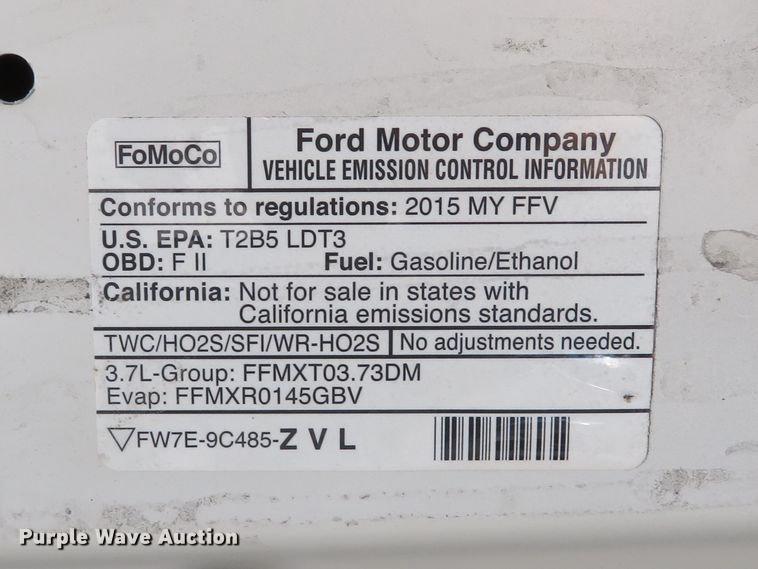 FoMoCo
Ford Motor Company
VEHICLE EMISSION CONTROL INFORMATION
Conforms to regulations: 2015 MY FFV
U.S. EPA: T2B5 LDT3
OBD: F II Fuel: Gasoline/Ethanol
California: Not for sale in states with
California emissions standards.
TWC/HO2S/SFI/WR-HO2S No adjustments needed.
3.7L-Group: FFMXT03.73DM
Evap: FFMXR0145GBV
FW7E-9C485-Z V L
Purple Wave Auction